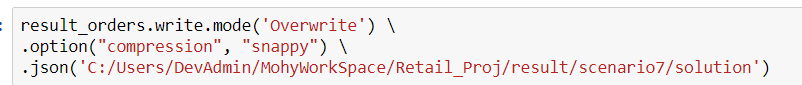 result_orders.write.mode('Overwrite') \
.option("compression", "snappy") \
.json('C:/Users/DevAdmin/MohyWorkSpace/Retail_Proj/result/scenario7/solution')